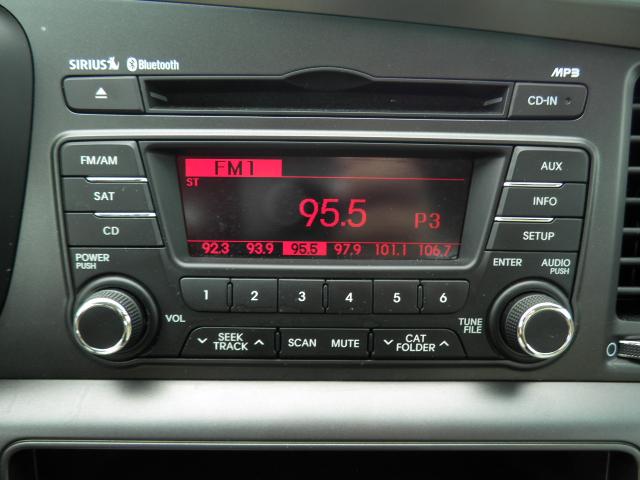 SIRIUS Bluetooth MP3
CD-IN
FM/AM FM1 AUX
ST
SAT 95.5 P3 INFO
CD SETUP
92.3 93.9 95.5 97.9 101.1 106.7
POWER ENTER AUDIO
PUSH PUSH
1 2 3 4 5 6
VOL TUNE
FILE
SEEK SCAN MUTE CAT
TRACK FOLDER